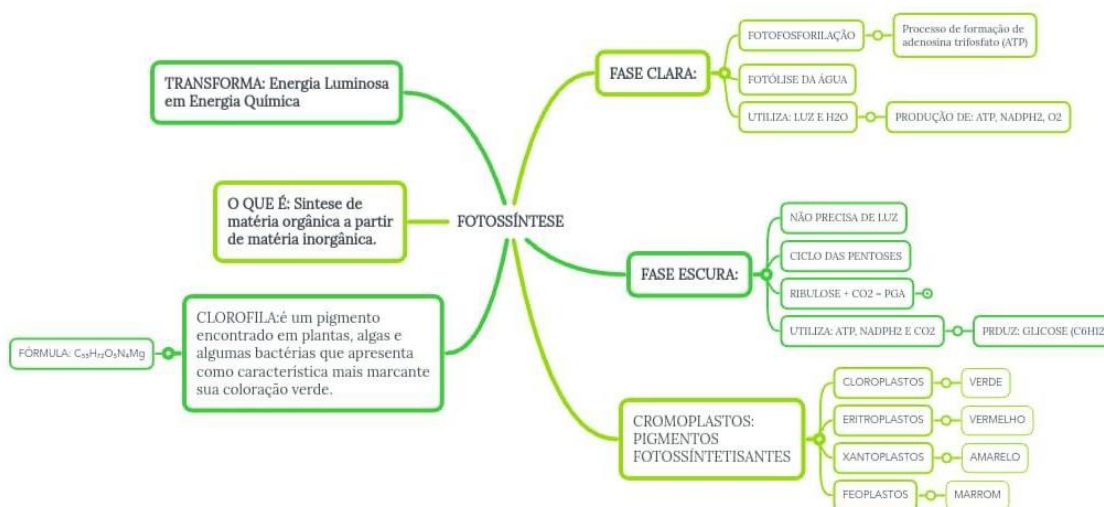 TRANSFORMA: Energia Luminosa
em Energia Química
O QUE É: Sintese de
matéria orgânica a partir
de matéria inorgânica.
CLOROFILA:é um pigmento
encontrado em plantas, algas e
algumas bactérias que apresenta
como característica mais marcante
sua coloração verde.
FÓRMULA: C₅₅H₇₂O₅N₄Mg
FOTOSSÍNTESE
FASE CLARA:
FOTOFOSFORILAÇÃO
Processo de formação de
adenosina trifosfato (ATP)
FOTÓLISE DA ÁGUA
UTILIZA: LUZ E H2O
PRODUÇÃO DE: ATP, NADPH2, O2
FASE ESCURA:
NÃO PRECISA DE LUZ
CICLO DAS PENTOSES
RIBULOSE + CO2 = PGA
UTILIZA: ATP, NADPH2 E CO2
PRDUZ: GLICOSE (C6H12
CROMOPLASTOS:
PIGMENTOS
FOTOSSÍNTETISANTES
CLOROPLASTOS
VERDE
ERITROPLASTOS
VERMELHO
XANTOPLASTOS
AMARELO
FEOPLASTOS
MARROM